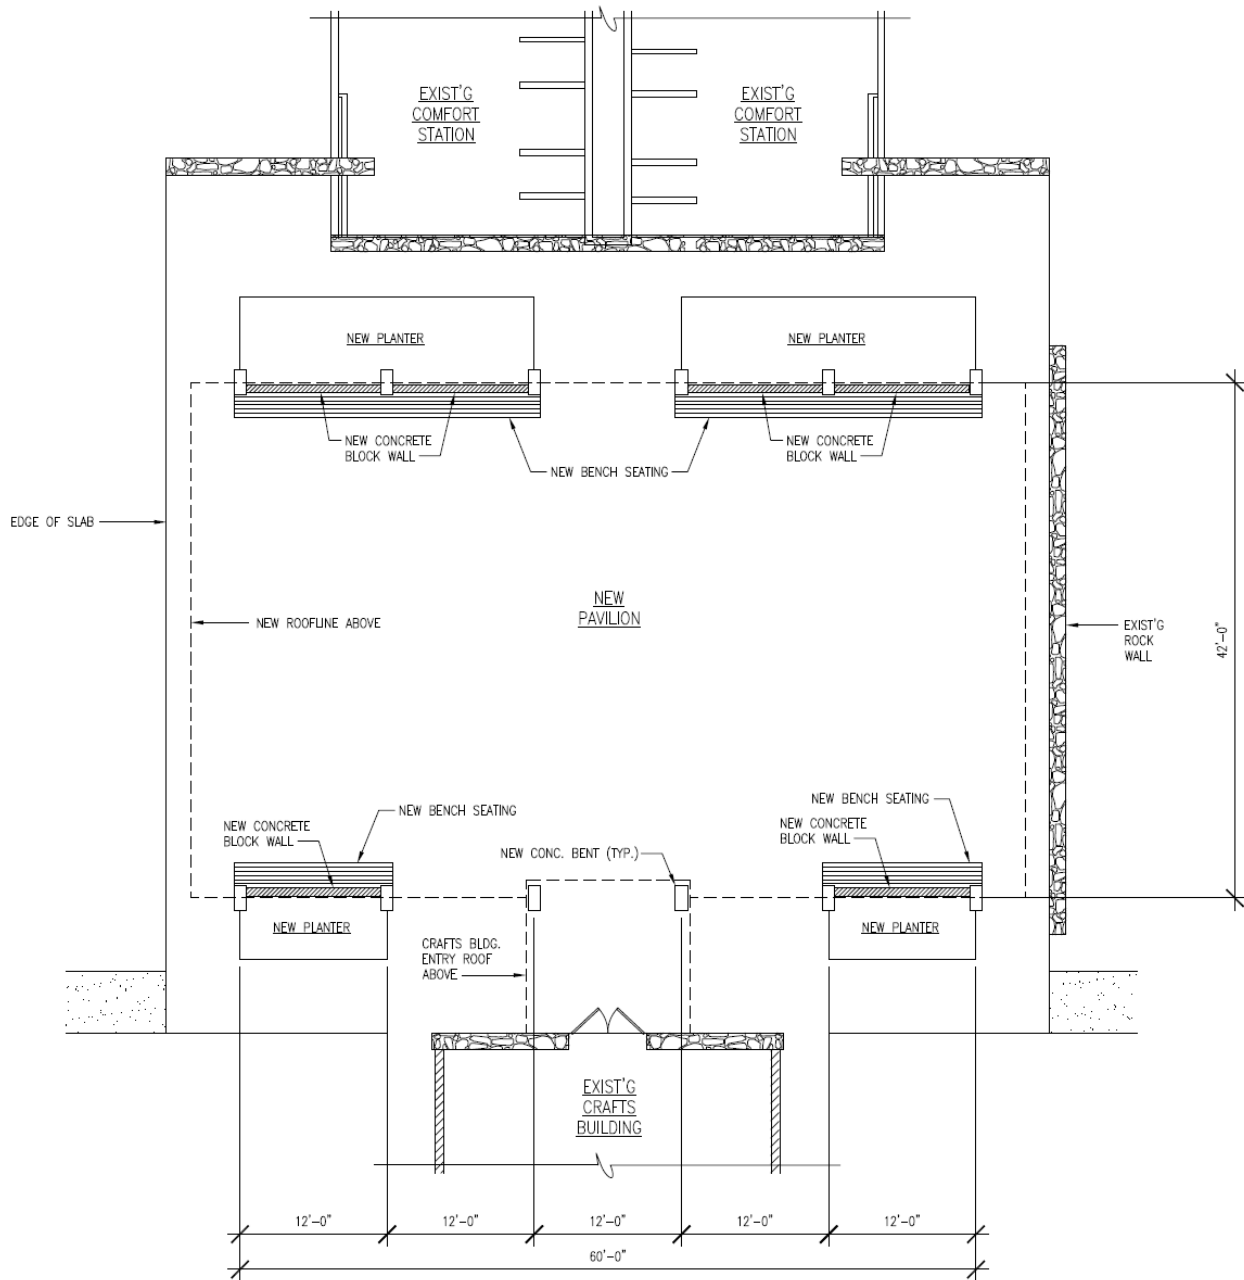 EXIST'G
COMFORT
STATION
EXIST'G
COMFORT
STATION
NEW PLANTER
NEW PLANTER
NEW CONCRETE
BLOCK WALL
NEW CONCRETE
BLOCK WALL
NEW BENCH SEATING
EDGE OF SLAB
NEW
PAVILION
NEW ROOFLINE ABOVE
EXIST'G
ROCK
WALL
42'-0"
NEW BENCH SEATING
NEW BENCH SEATING
NEW CONCRETE
BLOCK WALL
NEW CONCRETE
BLOCK WALL
NEW CONC. BENT (TYP.)
NEW PLANTER
NEW PLANTER
CRAFTS BLDG.
ENTRY ROOF
ABOVE
EXIST'G
CRAFTS
BUILDING
12'-0"
12'-0"
12'-0"
12'-0"
12'-0"
60'-0"